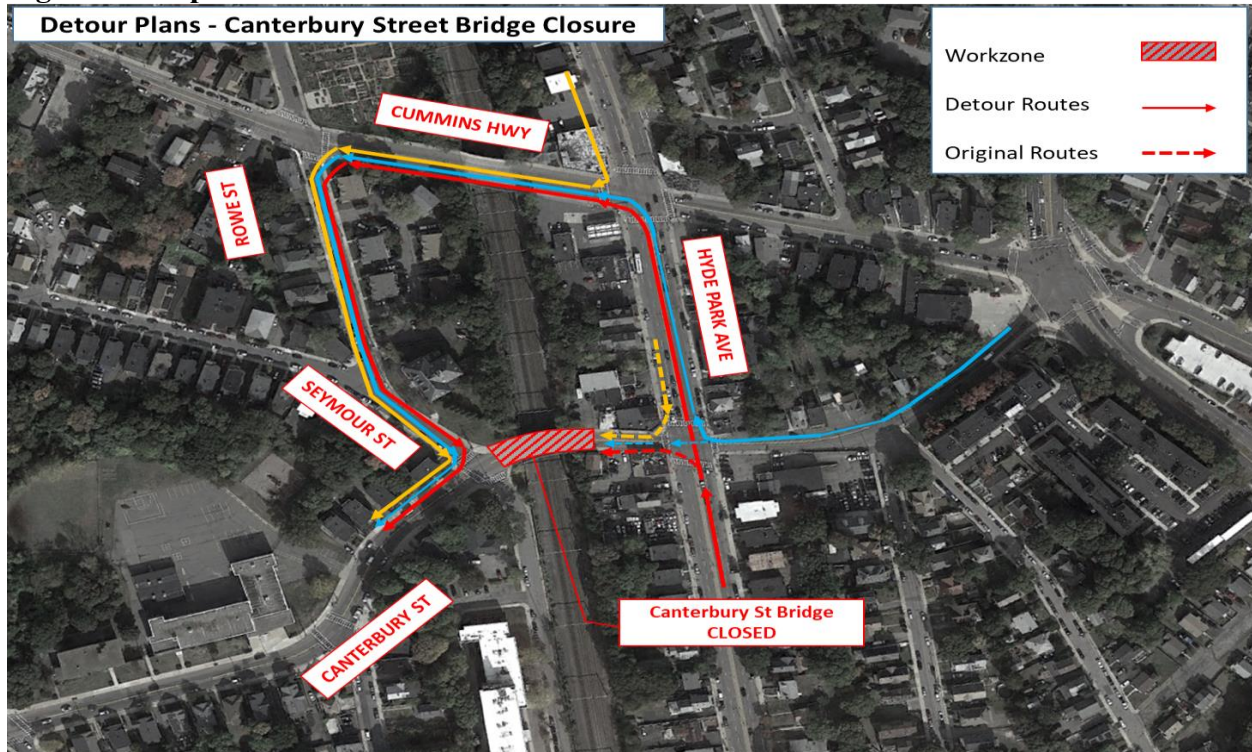 Detour Plans - Canterbury Street Bridge Closure
Workzone
Detour Routes
Original Routes
CUMMINS HWY
ROWE ST
HYDE PARK AVE
SEYMOUR ST
Canterbury St Bridge
CLOSED
CANTERBURY ST